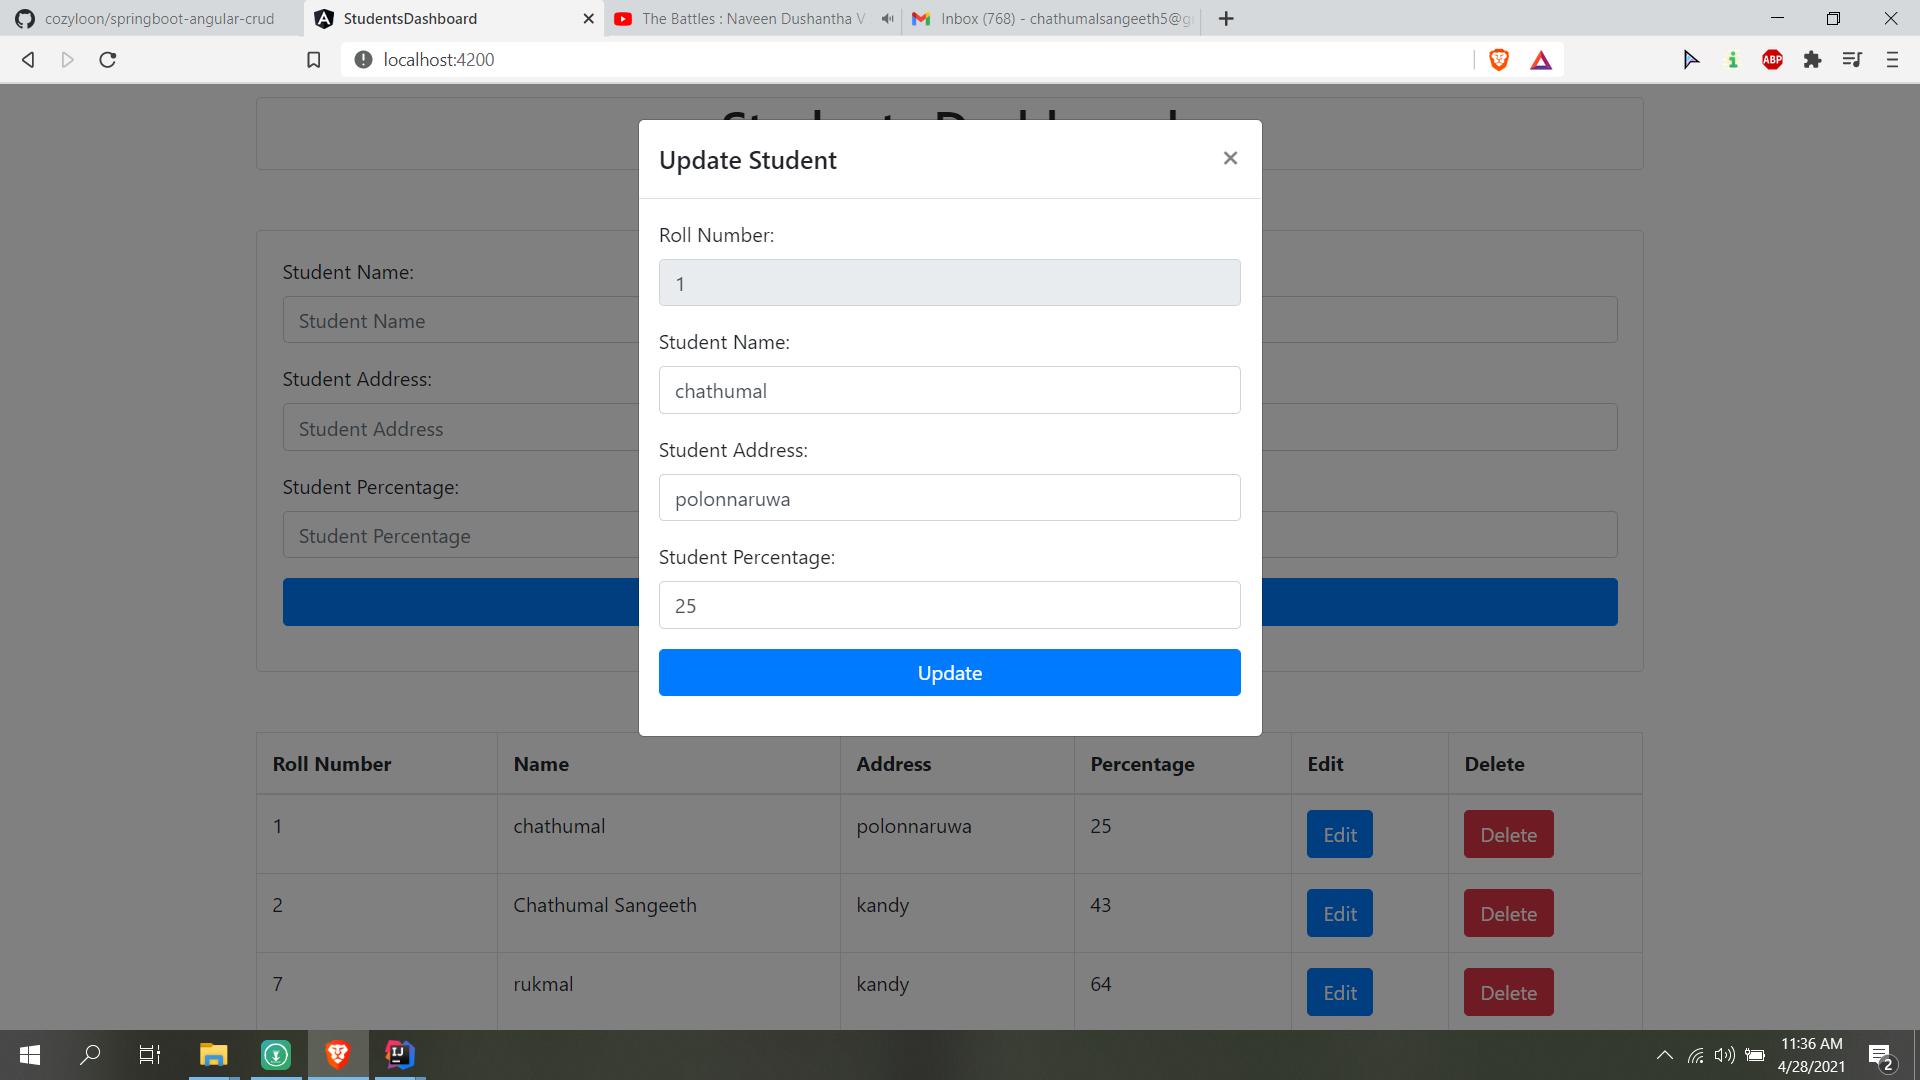 cozyloon/springboot-angular-crud
StudentsDashboard
The Battles : Naveen Dushantha V
Inbox (768) - chathumalsangeeth5@g
localhost:4200
ABP
Update Student
×
Roll Number:
1
Student Name:
chathumal
Student Address:
polonnaruwa
Student Percentage:
25
Update
Student Name:
Student Name
Student Address:
Student Address
Student Percentage:
Student Percentage
Roll Number Name Address Percentage Edit Delete
1 chathumal polonnaruwa 25 Edit Delete
2 Chathumal Sangeeth kandy 43 Edit Delete
7 rukmal kandy 64 Edit Delete
IJ
11:36 AM
4/28/2021
2